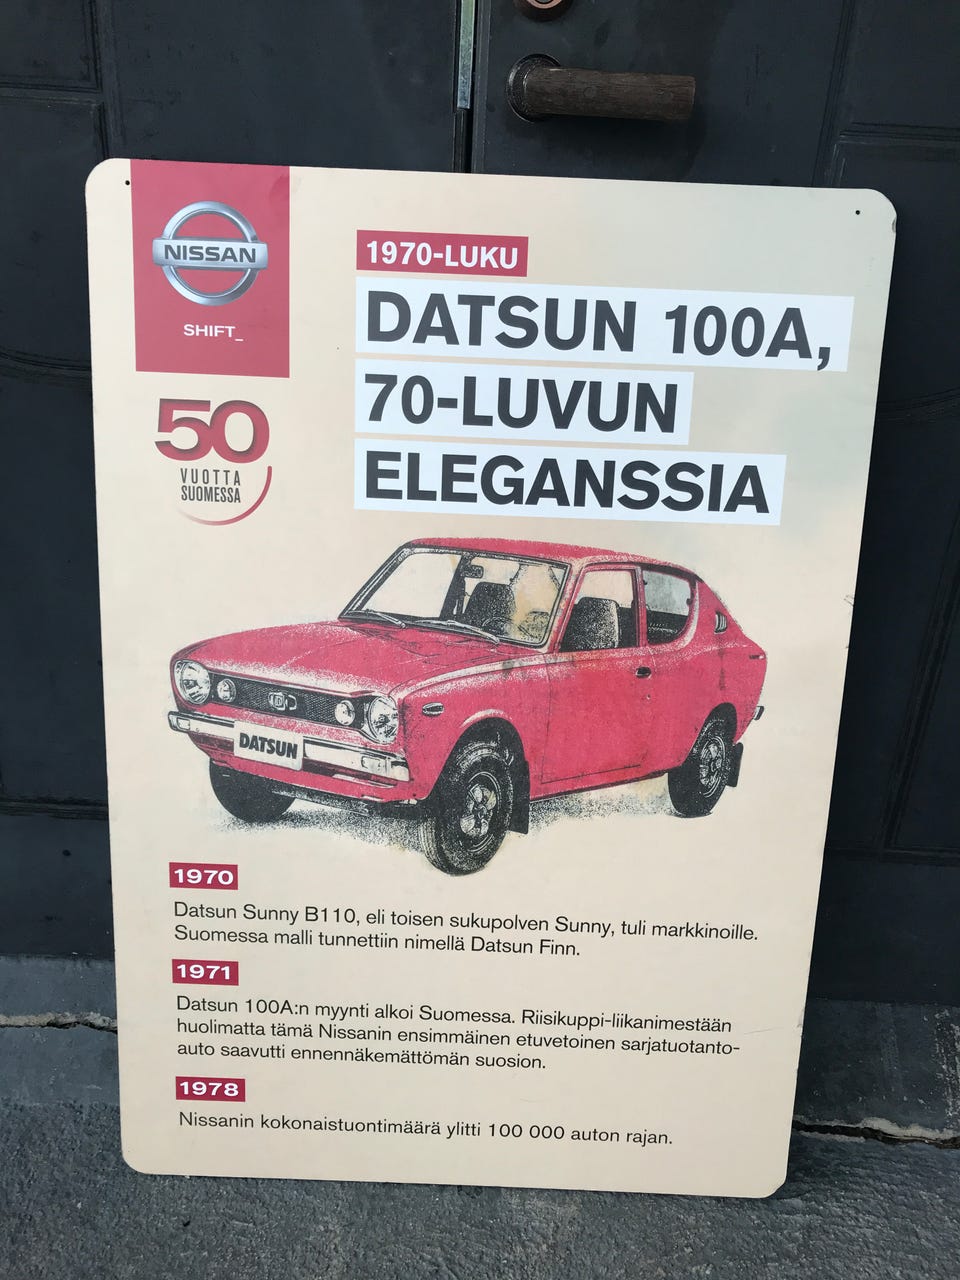 NISSAN
SHIFT_
50
VUOTTA
SUOMESSA
1970-LUKU
DATSUN 100A,
70-LUVUN
ELEGANSSIA
DATSUN
1970
Datsun Sunny B110, eli toisen sukupolven Sunny, tuli markkinoille.
Suomessa malli tunnettiin nimellä Datsun Finn.
1971
Datsun 100A:n myynti alkoi Suomessa. Riisikuppi-liikanimestään
huolimatta tämä Nissanin ensimmäinen etuvetoinen sarjatuotanto-
auto saavutti ennennäkemättömän suosion.
1978
Nissanin kokonaistuontimäärä ylitti 100 000 auton rajan.